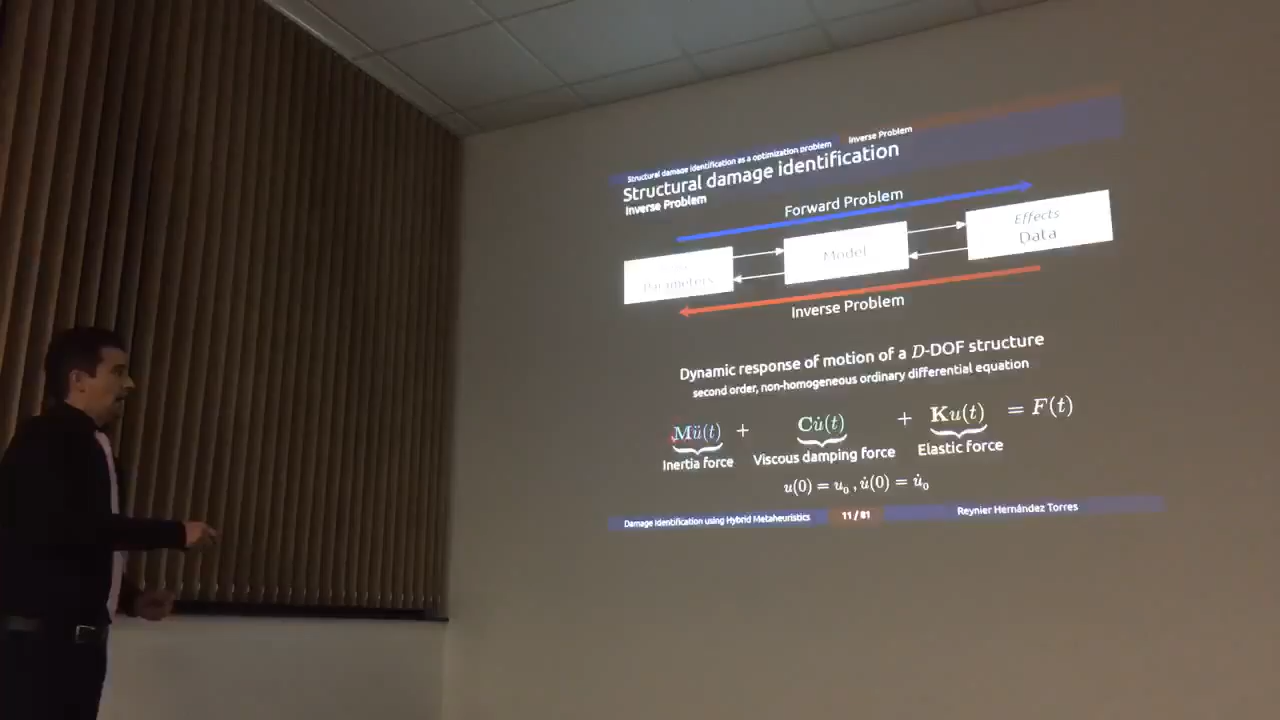 Structural damage identification as a optimization problem Inverse Problem
Structural damage identification
Inverse Problem
Forward Problem
Effects
Data
Model
Parameters
Inverse Problem
Dynamic response of motion of a D-DOF structure
second order, non-homogeneous ordinary differential equation
Mü(t) + Cu̇(t) + Ku(t) = F(t)
Inertia force Viscous damping force Elastic force
u(0) = u₀ , u̇(0) = u̇₀
Damage Identification using Hybrid Metaheuristics 11 / 81 Reynier Hernández Torres